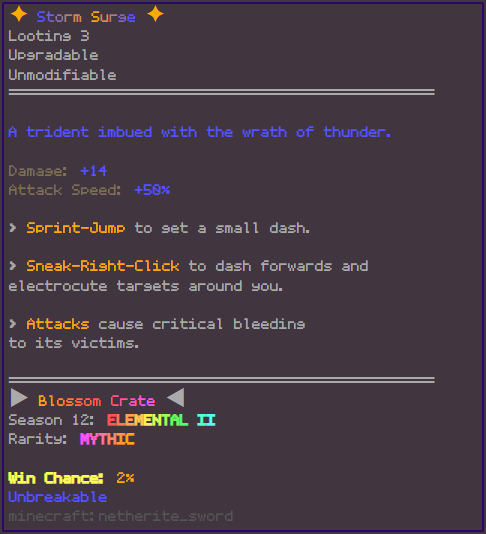 ✦ Storm Surge ✦
Looting 3
Upgradable
Unmodifiable
A trident imbued with the wrath of thunder.
Damage: +14
Attack Speed: +50%
> Sprint-Jump to get a small dash.
> Sneak-Right-Click to dash forwards and
electrocute targets around you.
> Attacks cause critical bleeding
to its victims.
▶ Blossom Crate ◀
Season 12: ELEMENTAL II
Rarity: MYTHIC
Win Chance: 2%
Unbreakable
minecraft:netherite_sword